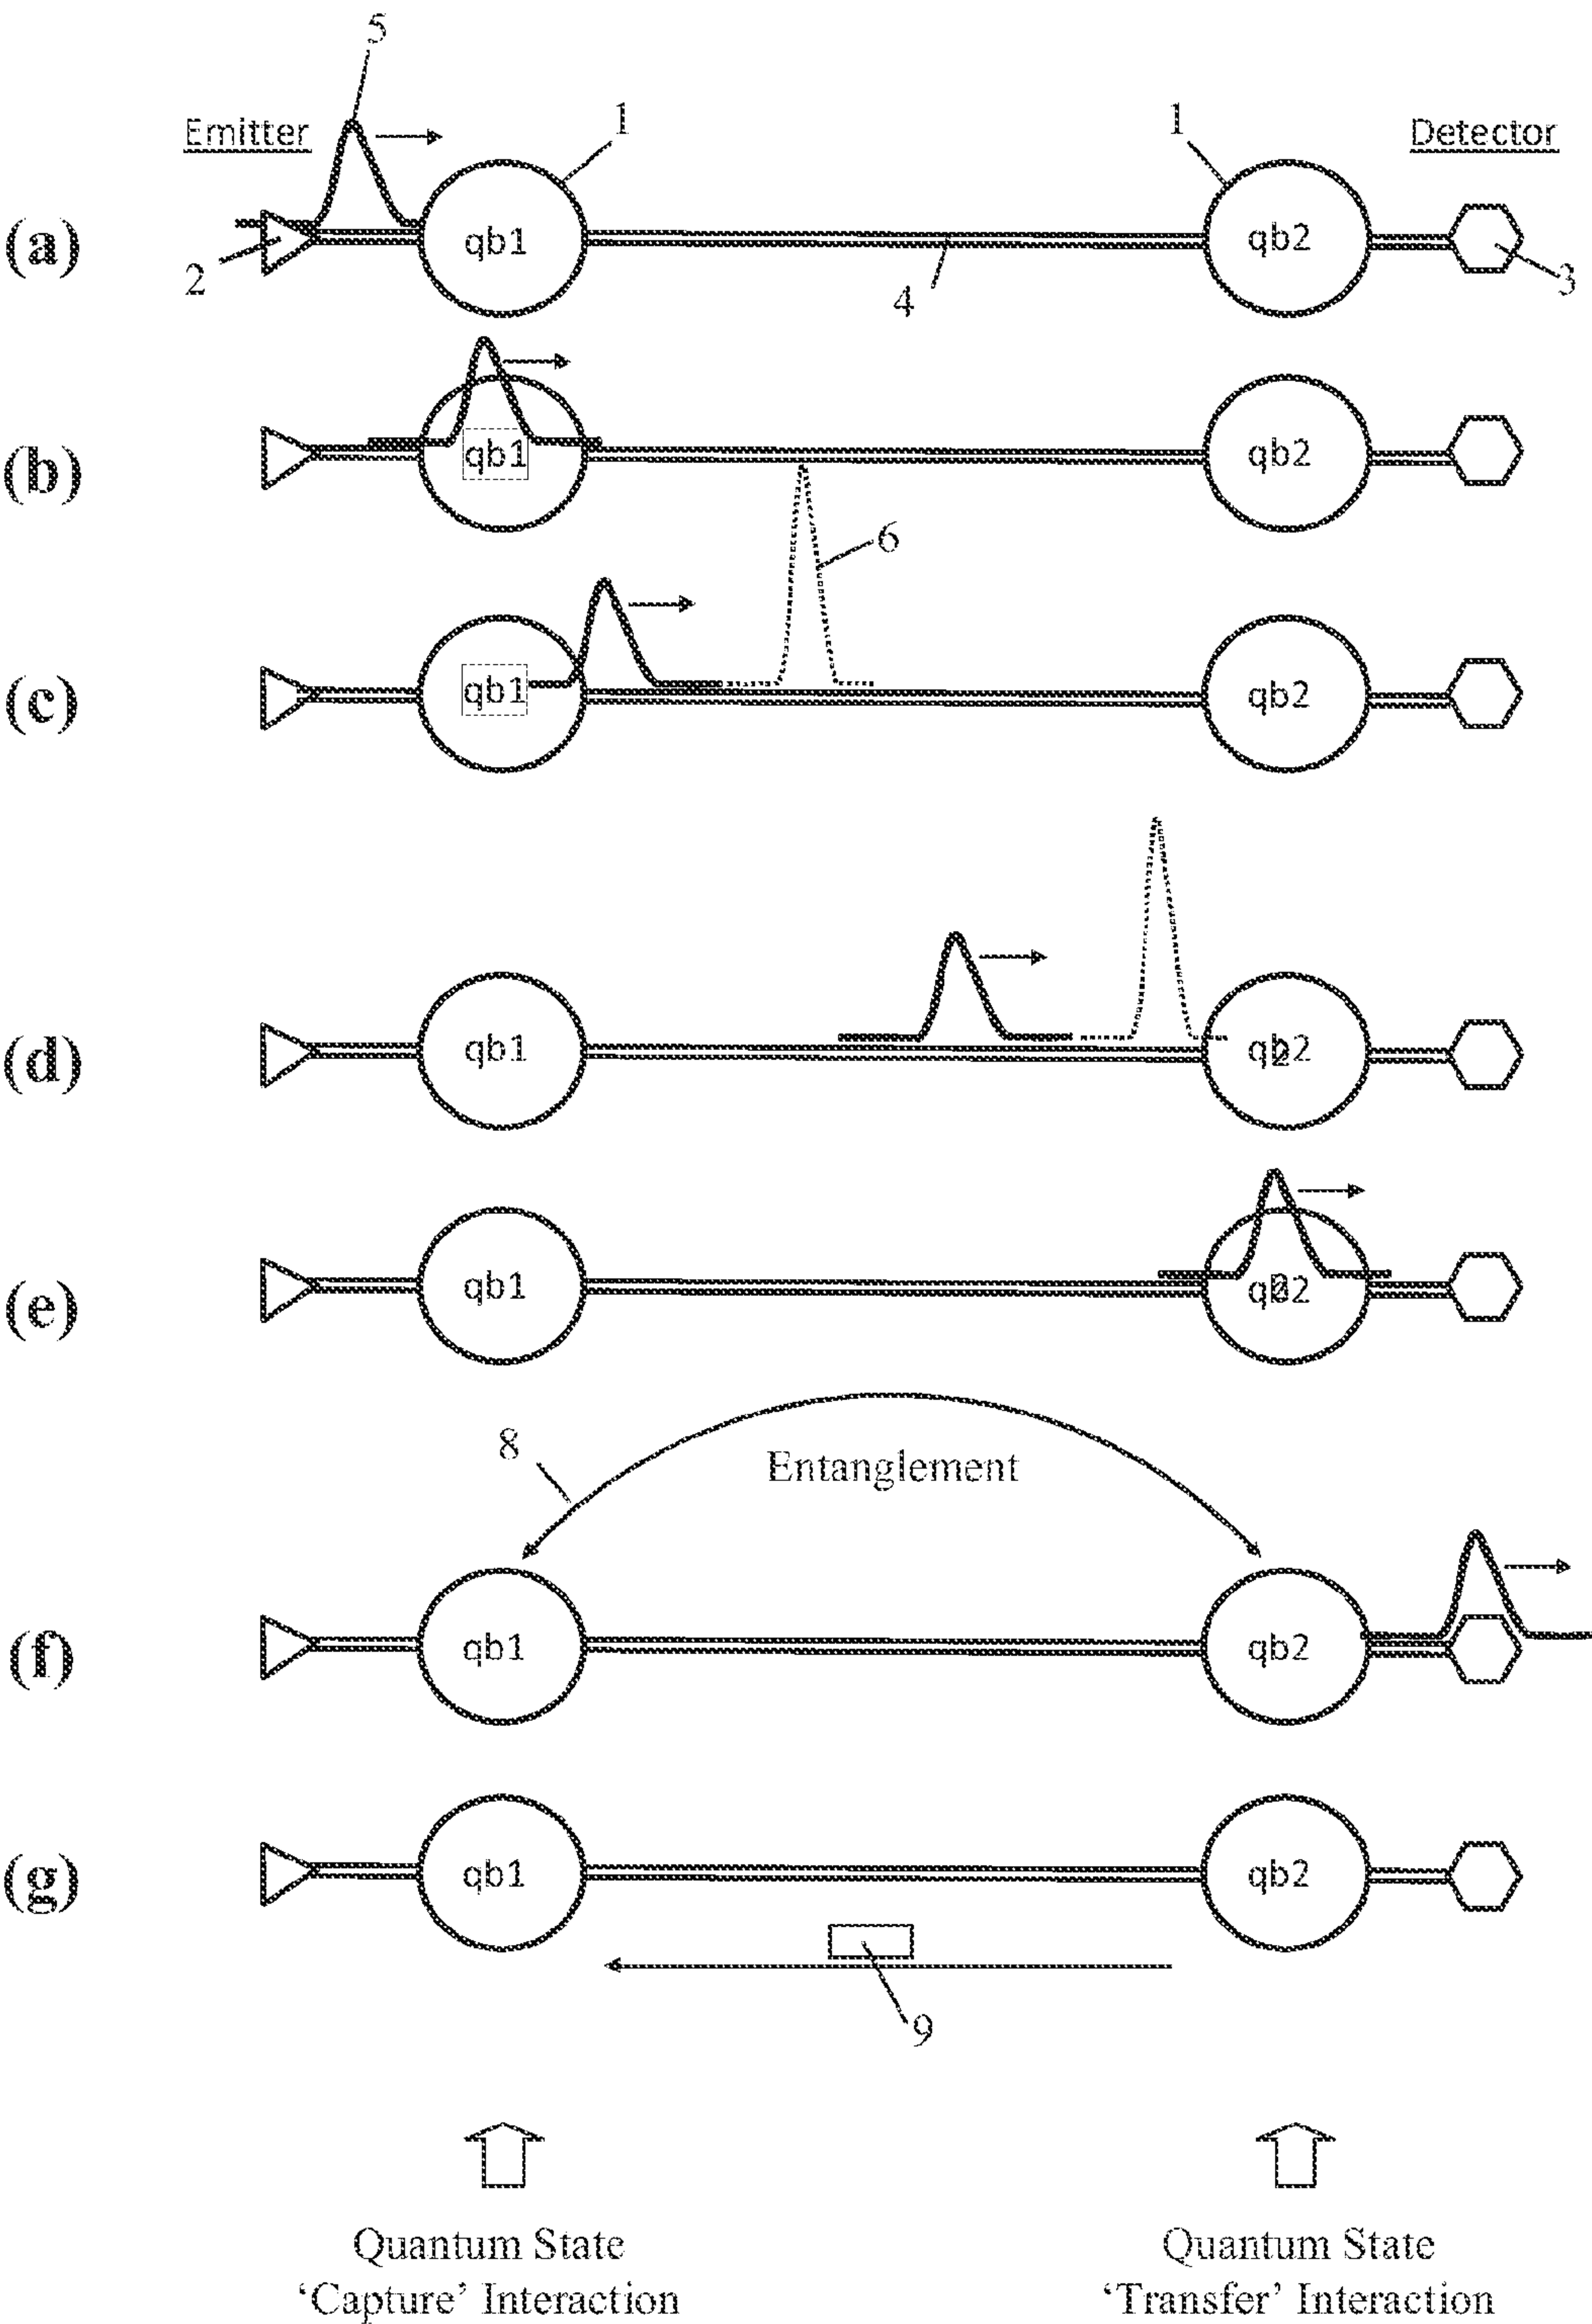 5
Emitter
1
1
Detector
(a)
qb1
qb2
2
4
3
(b)
qb1
qb2
6
(c)
qb1
qb2
(d)
qb1
qb2
(e)
qb1
8
Entanglement
(f)
qb1
qb2
(g)
qb1
qb2
9
Quantum State
Quantum State
‘Capture’ Interaction
‘Transfer’ Interaction